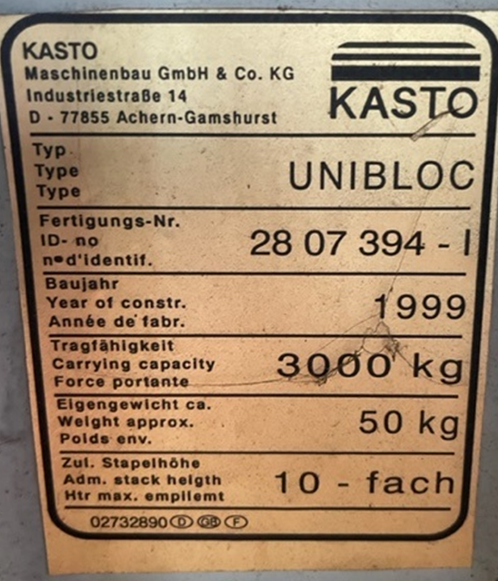 KASTO
Maschinenbau GmbH & Co. KG
Industriestraße 14
D - 77855 Achern-Gamshurst
KASTO
Typ
Type
Type
UNIBLOC
Fertigungs-Nr.
ID- no
n° d'identif.
28 07 394 - I
Baujahr
Year of constr.
Année de fabr.
1999
Tragfähigkeit
Carrying capacity
Force portante
3000 kg
Eigengewicht ca.
Weight approx.
Poids env.
50 kg
Zul. Stapelhöhe
Adm. stack heigth
Htr max. empliemt
10 - fach
02732890 D GB F